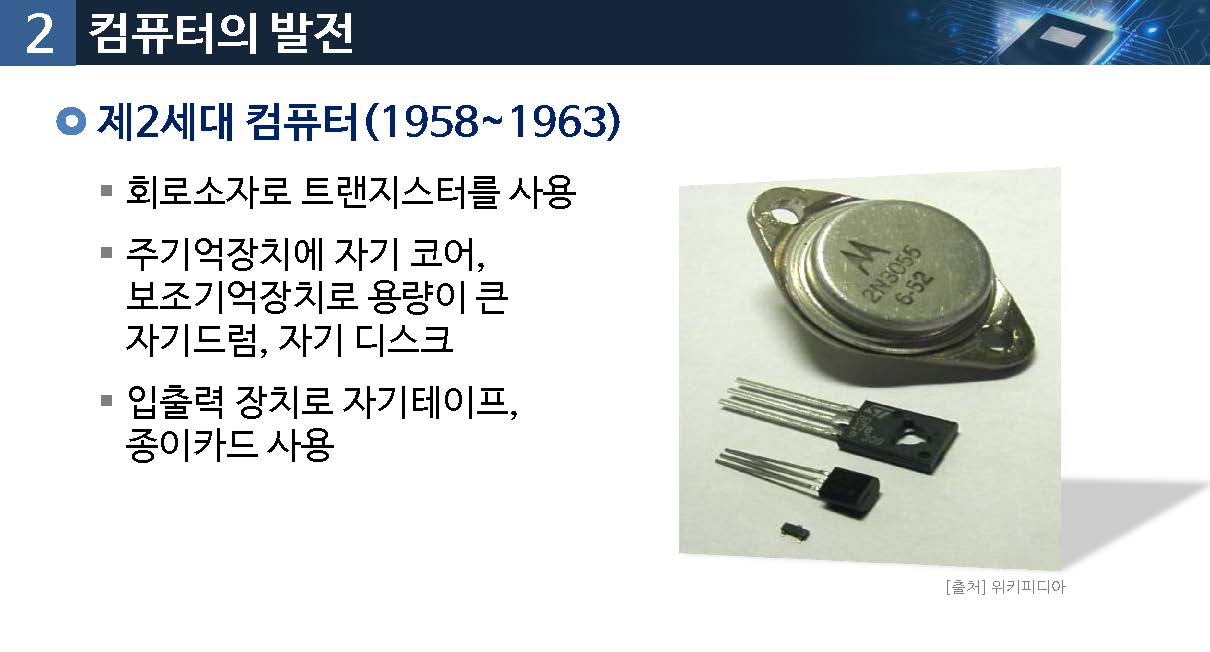 2 컴퓨터의 발전
제2세대 컴퓨터(1958~1963)
회로소자로 트랜지스터를 사용
주기억장치에 자기 코어,
보조기억장치로 용량이 큰
자기드럼, 자기 디스크
입출력 장치로 자기테이프,
종이카드 사용
2N3055
6-52
[출처] 위키피디아